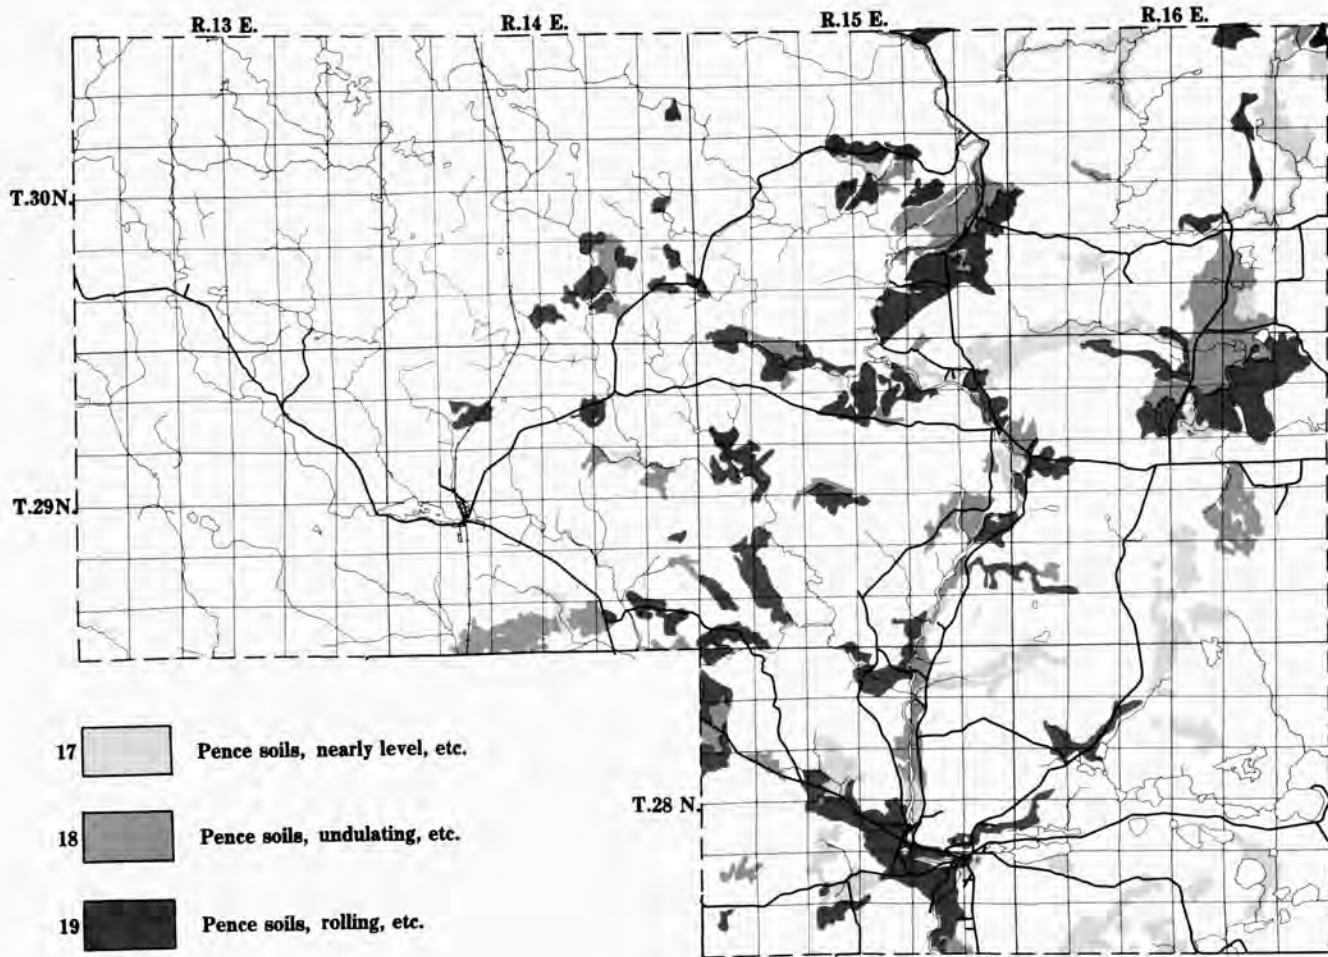 R.13 E. R.14 E. R.15 E. R.16 E.
T.30N.
T.29N.
T.28 N.
17 Pence soils, nearly level, etc.
18 Pence soils, undulating, etc.
19 Pence soils, rolling, etc.